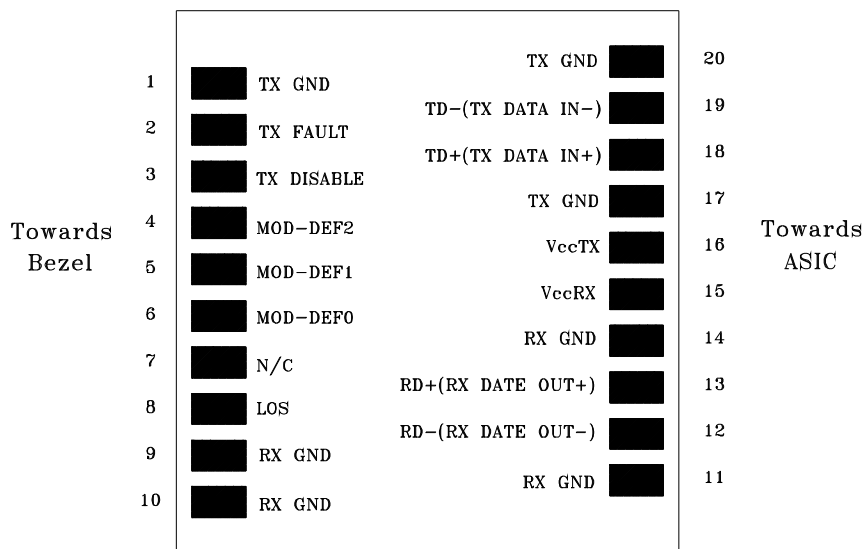 TX GND 20
1 TX GND
TD-(TX DATA IN-) 19
2 TX FAULT
TD+(TX DATA IN+) 18
3 TX DISABLE
TX GND 17
4 MOD-DEF2
Towards Bezel
VccTX 16
Towards ASIC
5 MOD-DEF1
VccRX 15
6 MOD-DEF0
RX GND 14
7 N/C
RD+(RX DATE OUT+) 13
8 LOS
RD-(RX DATE OUT-) 12
9 RX GND
RX GND 11
10 RX GND